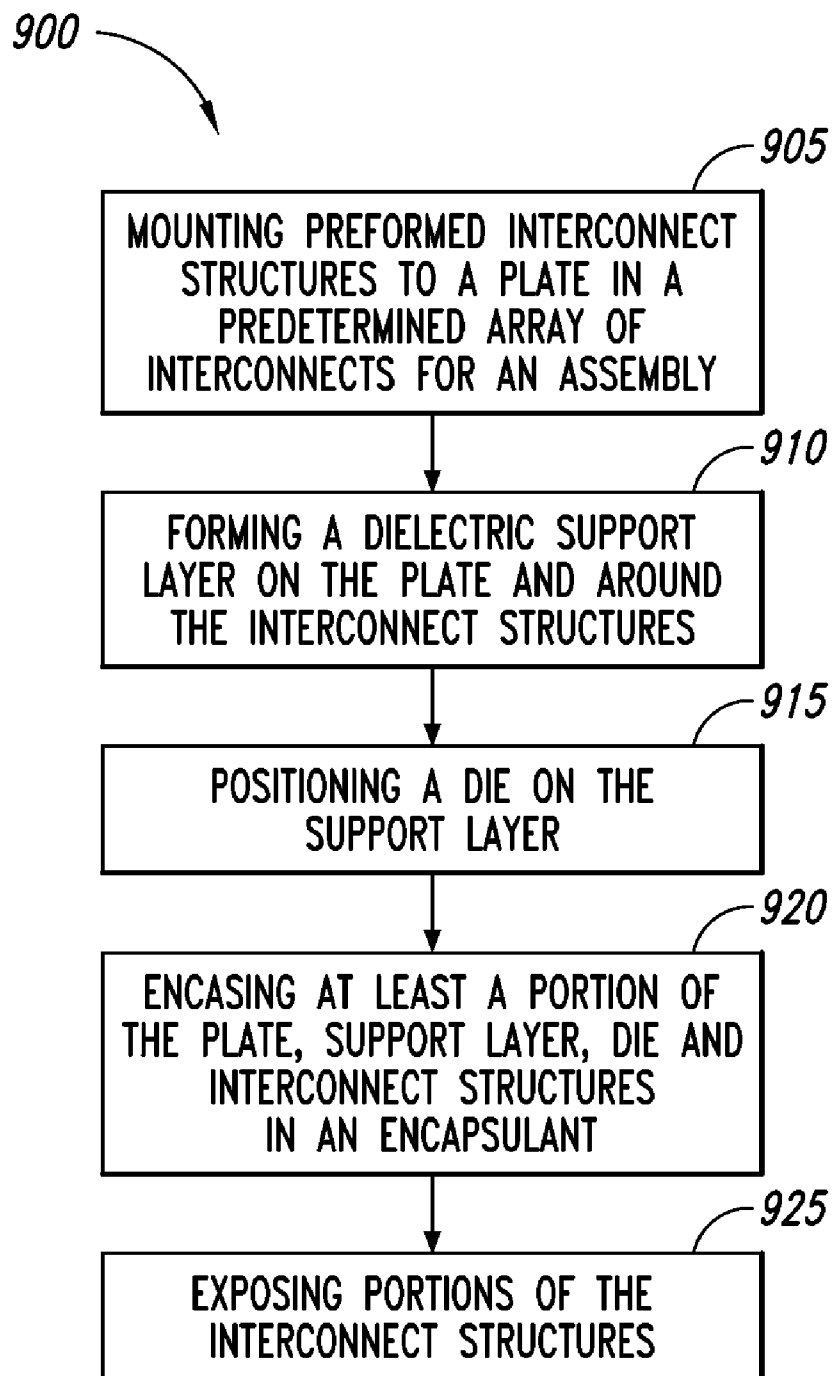 900
905
MOUNTING PREFORMED INTERCONNECT
STRUCTURES TO A PLATE IN A
PREDETERMINED ARRAY OF
INTERCONNECTS FOR AN ASSEMBLY
910
FORMING A DIELECTRIC SUPPORT
LAYER ON THE PLATE AND AROUND
THE INTERCONNECT STRUCTURES
915
POSITIONING A DIE ON THE
SUPPORT LAYER
920
ENCASING AT LEAST A PORTION OF
THE PLATE, SUPPORT LAYER, DIE AND
INTERCONNECT STRUCTURES
IN AN ENCAPSULANT
925
EXPOSING PORTIONS OF THE
INTERCONNECT STRUCTURES